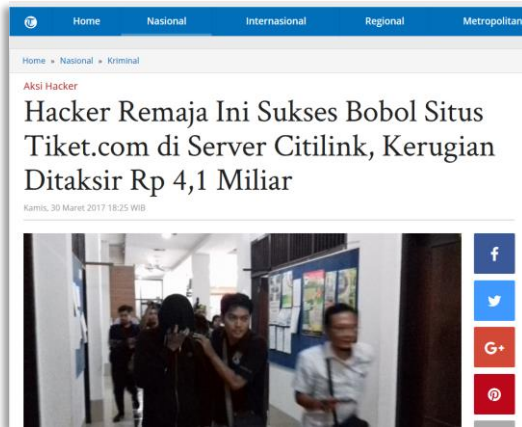 Home Nasional Internasional Regional Metropolitan
Home » Nasional » Kriminal
Aksi Hacker
Hacker Remaja Ini Sukses Bobol Situs
Tiket.com di Server Citilink, Kerugian
Ditaksir Rp 4,1 Miliar
Kamis, 30 Maret 2017 18:25 WIB
f
G+